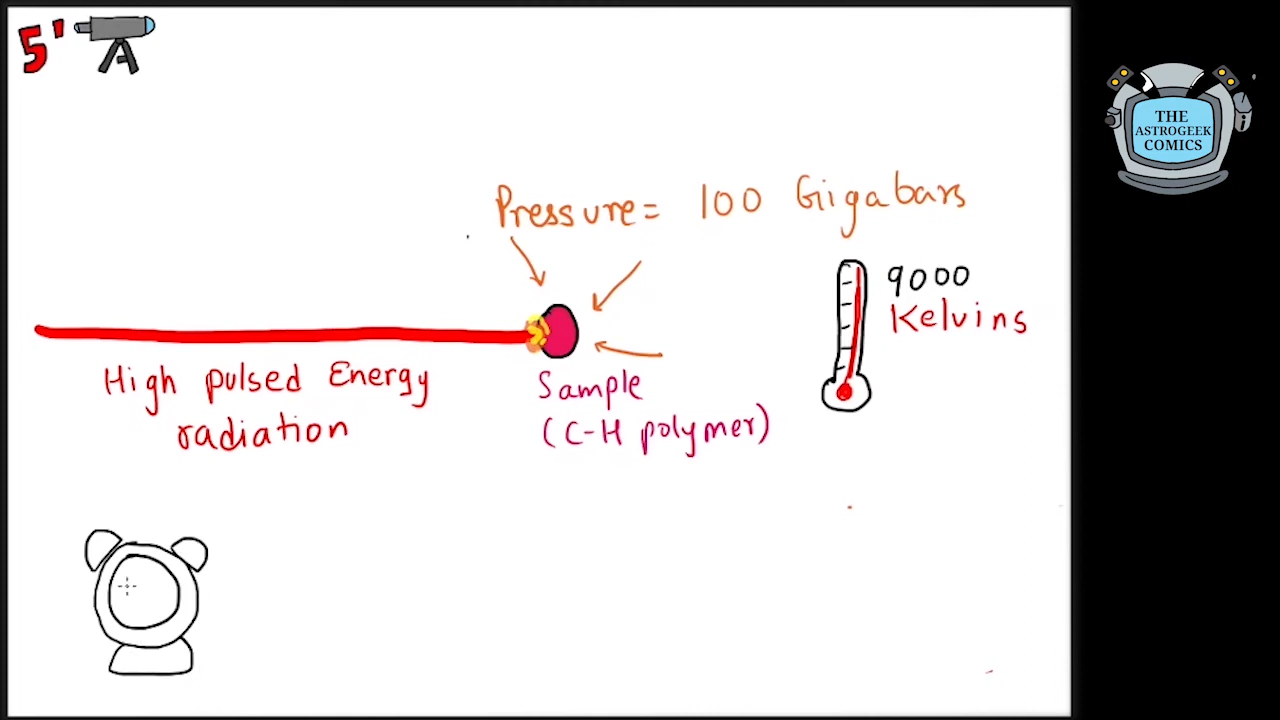 5'
THE
ASTROGEEK
COMICS
Pressure = 100 Gigabars
9000
Kelvins
High pulsed Energy
radiation
Sample
(C-H polymer)